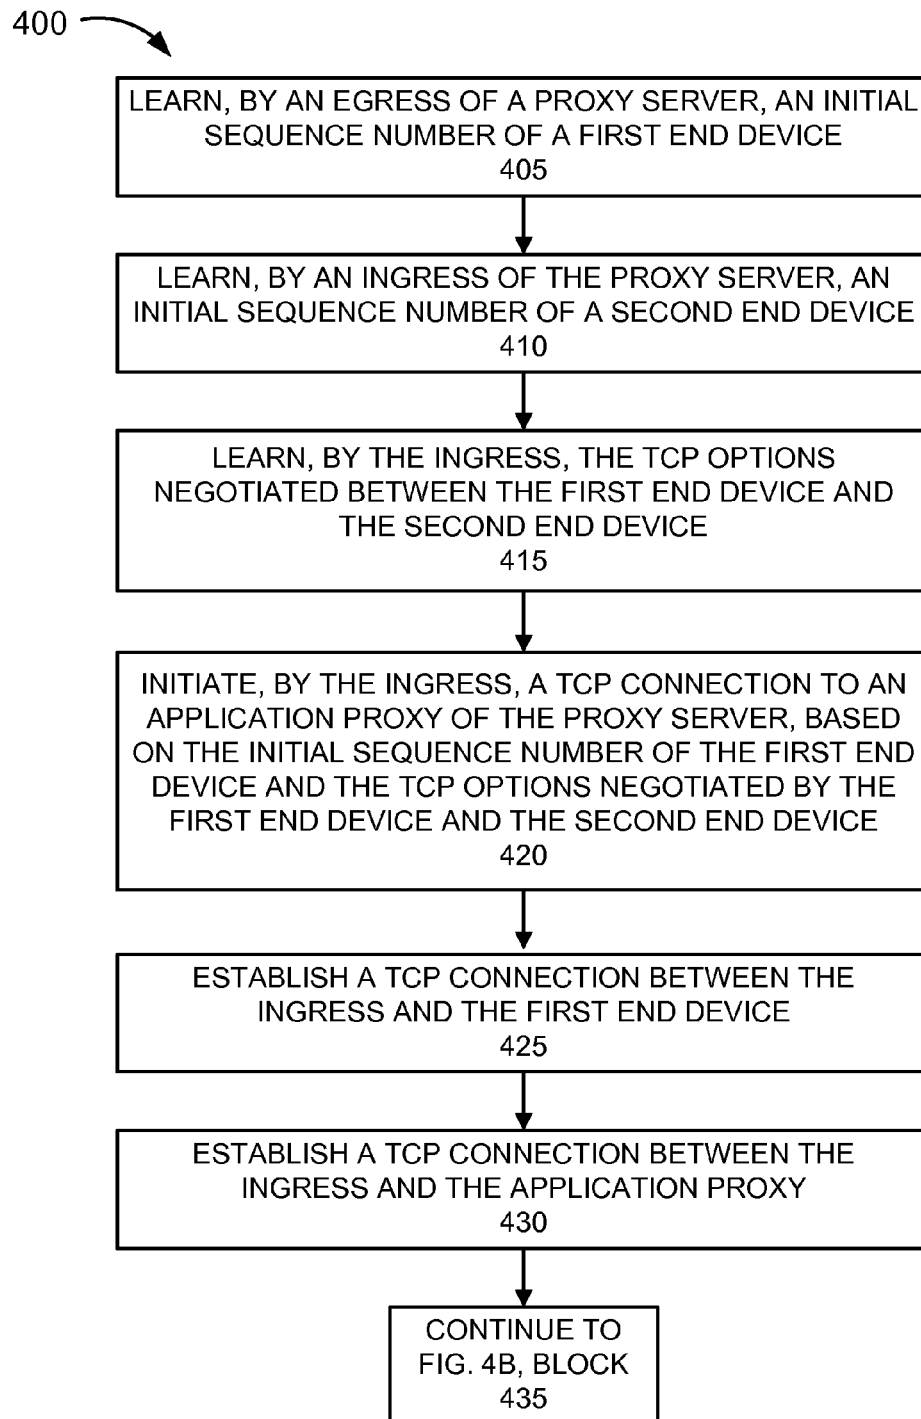 400
LEARN, BY AN EGRESS OF A PROXY SERVER, AN INITIAL
SEQUENCE NUMBER OF A FIRST END DEVICE
405
LEARN, BY AN INGRESS OF THE PROXY SERVER, AN
INITIAL SEQUENCE NUMBER OF A SECOND END DEVICE
410
LEARN, BY THE INGRESS, THE TCP OPTIONS
NEGOTIATED BETWEEN THE FIRST END DEVICE AND
THE SECOND END DEVICE
415
INITIATE, BY THE INGRESS, A TCP CONNECTION TO AN
APPLICATION PROXY OF THE PROXY SERVER, BASED
ON THE INITIAL SEQUENCE NUMBER OF THE FIRST END
DEVICE AND THE TCP OPTIONS NEGOTIATED BY THE
FIRST END DEVICE AND THE SECOND END DEVICE
420
ESTABLISH A TCP CONNECTION BETWEEN THE
INGRESS AND THE FIRST END DEVICE
425
ESTABLISH A TCP CONNECTION BETWEEN THE
INGRESS AND THE APPLICATION PROXY
430
CONTINUE TO
FIG. 4B, BLOCK
435